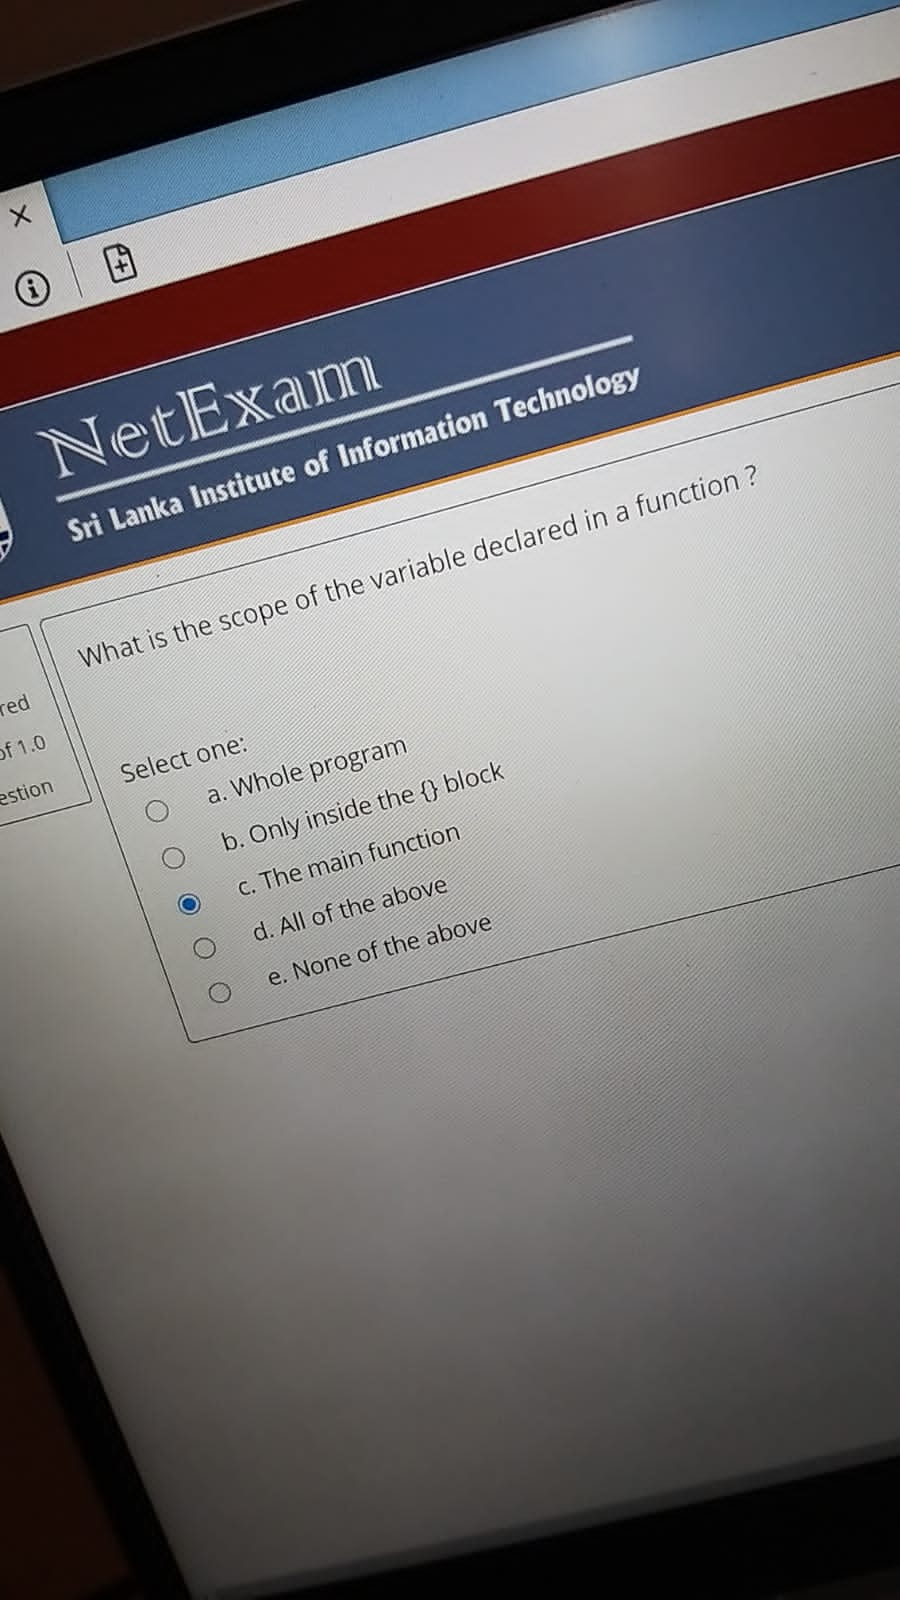 NetExam
Sri Lanka Institute of Information Technology
What is the scope of the variable declared in a function ?
red
of 1.0
estion
Select one:
a. Whole program
b. Only inside the {} block
c. The main function
d. All of the above
e. None of the above